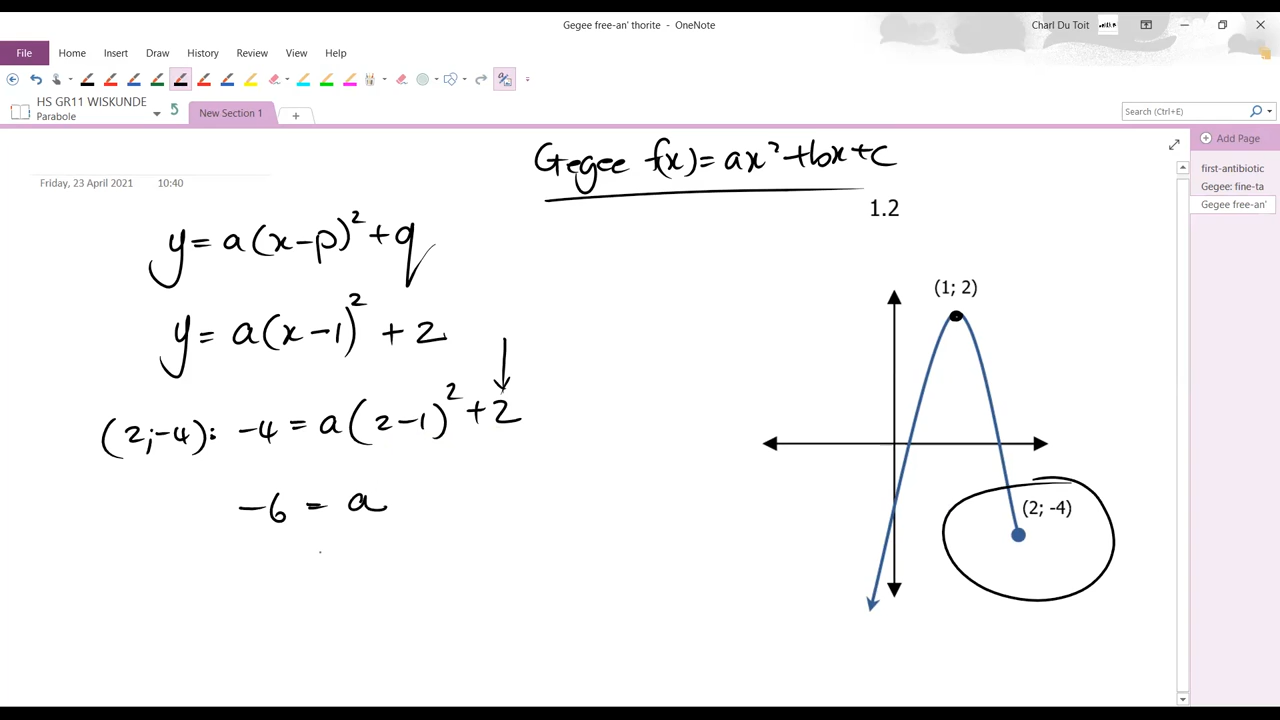 Gegee free-an' thorite - OneNote
Charl Du Toit
File Home Insert Draw History Review View Help
HS GR11 WISKUNDE
Parabole
New Section 1
+
Search (Ctrl+E)
Add Page
first-antibiotic
Gegee: fine-ta
Gegee free-an'
Friday, 23 April 2021 10:40
Gegee f(x)=ax²+bx+c
1.2
y=a(x-p)²+q
y=a(x-1)²+2
(2;-4): -4=a(2-1)²+2
-6=a
(1; 2)
(2; -4)